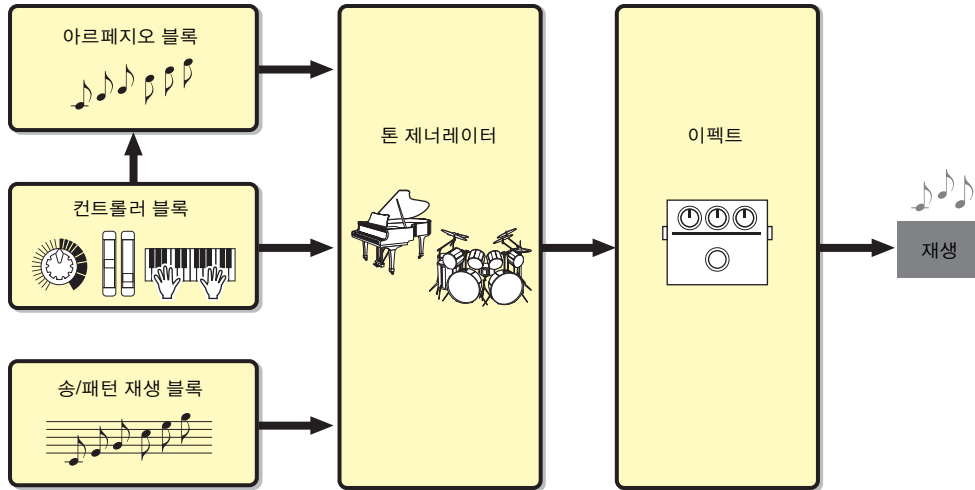 아르페지오 블록
컨트롤러 블록
송/패턴 재생 블록
톤 제너레이터
이펙트
재생